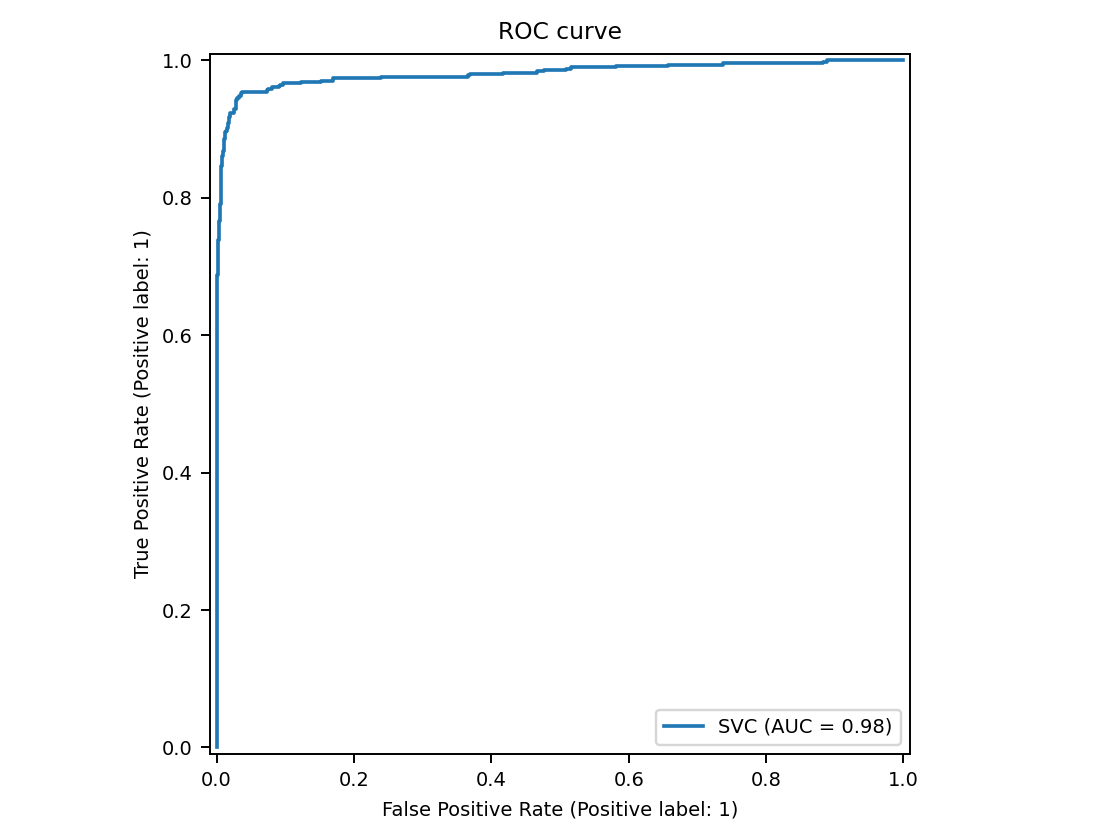 ROC curve
True Positive Rate (Positive label: 1)
1.0
0.8
0.6
0.4
0.2
0.0
SVC (AUC = 0.98)
0.0 0.2 0.4 0.6 0.8 1.0
False Positive Rate (Positive label: 1)